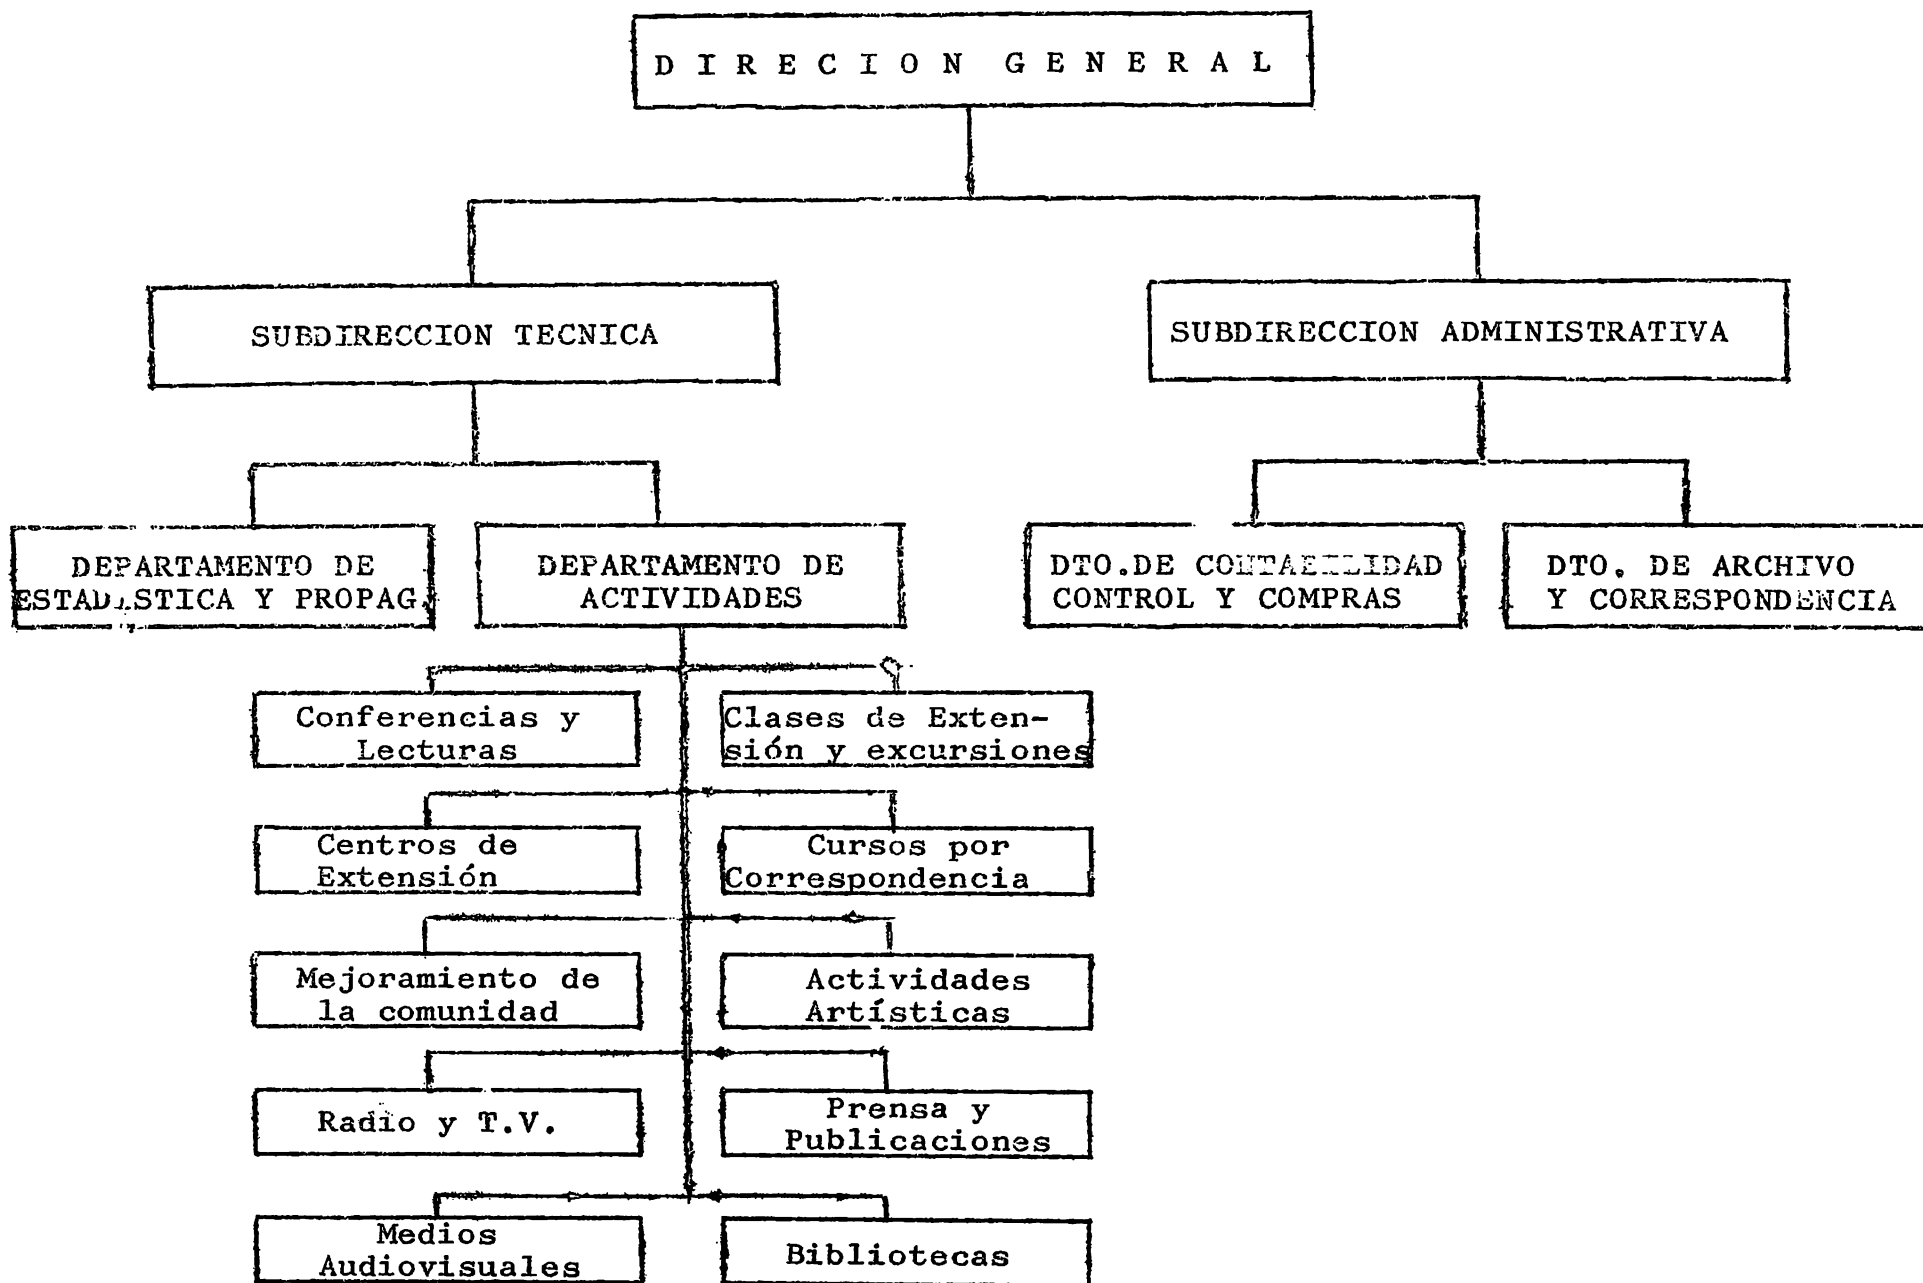 DIRECION GENERAL
SUBDIRECCION TECNICA
SUBDIRECCION ADMINISTRATIVA
DEPARTAMENTO DE
ESTADISTICA Y PROPAG.
DEPARTAMENTO DE
ACTIVIDADES
DTO.DE CONTABILIDAD
CONTROL Y COMPRAS
DTO. DE ARCHIVO
Y CORRESPONDENCIA
Conferencias y
Lecturas
Clases de Exten-
sión y excursiones
Centros de
Extensión
Cursos por
Correspondencia
Mejoramiento de
la comunidad
Actividades
Artísticas
Radio y T.V.
Prensa y
Publicaciones
Medios
Audiovisuales
Bibliotecas